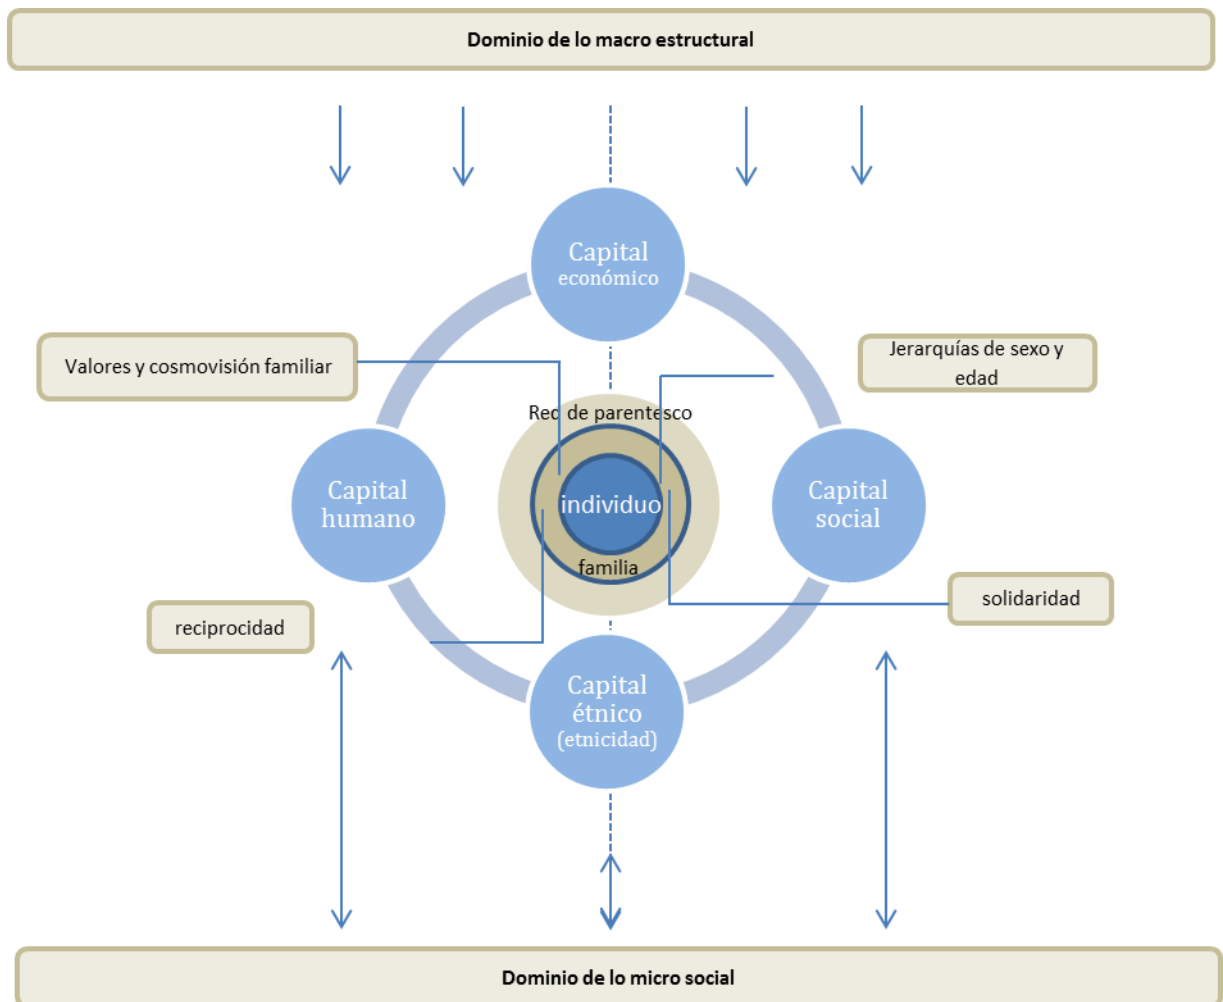 Dominio de lo macro estructural
Capital
económico
Valores y cosmovisión familiar
Jerarquías de sexo y
edad
Red de parentesco
Capital
humano
individuo
Capital
social
familia
reciprocidad
solidaridad
Capital
étnico
(etnicidad)
Dominio de lo micro social